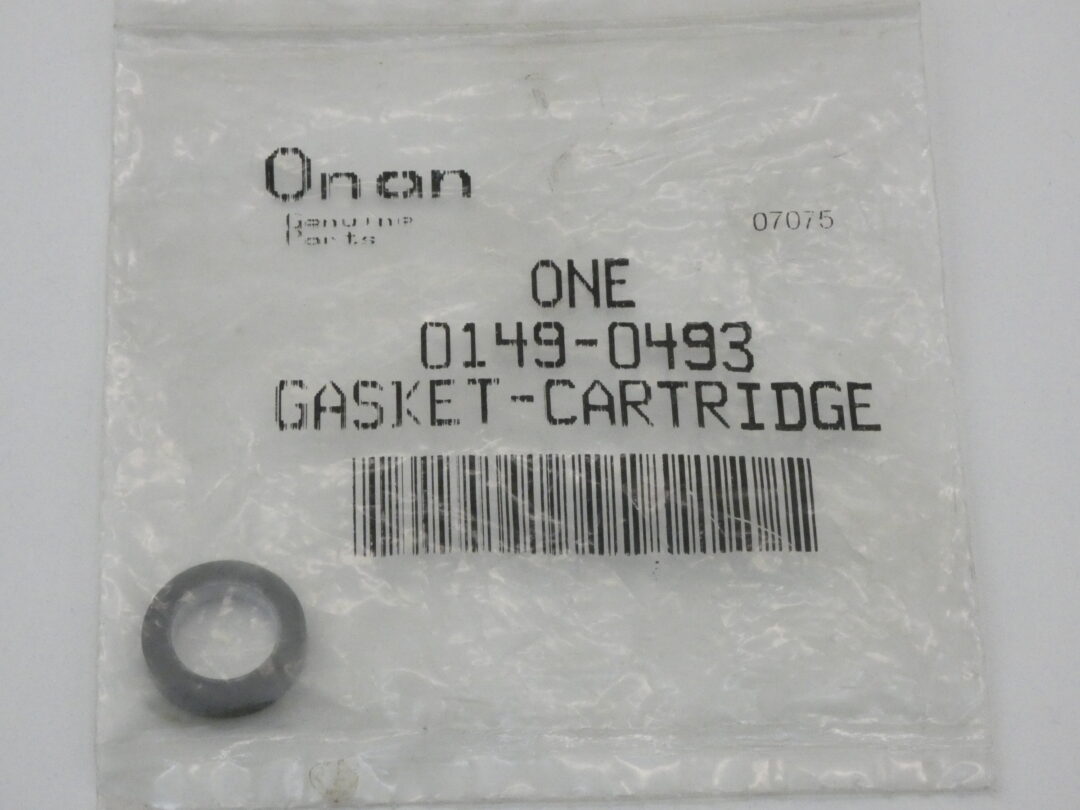 Onan
Genuine
Parts
07075
ONE
0149-0493
GASKET-CARTRIDGE